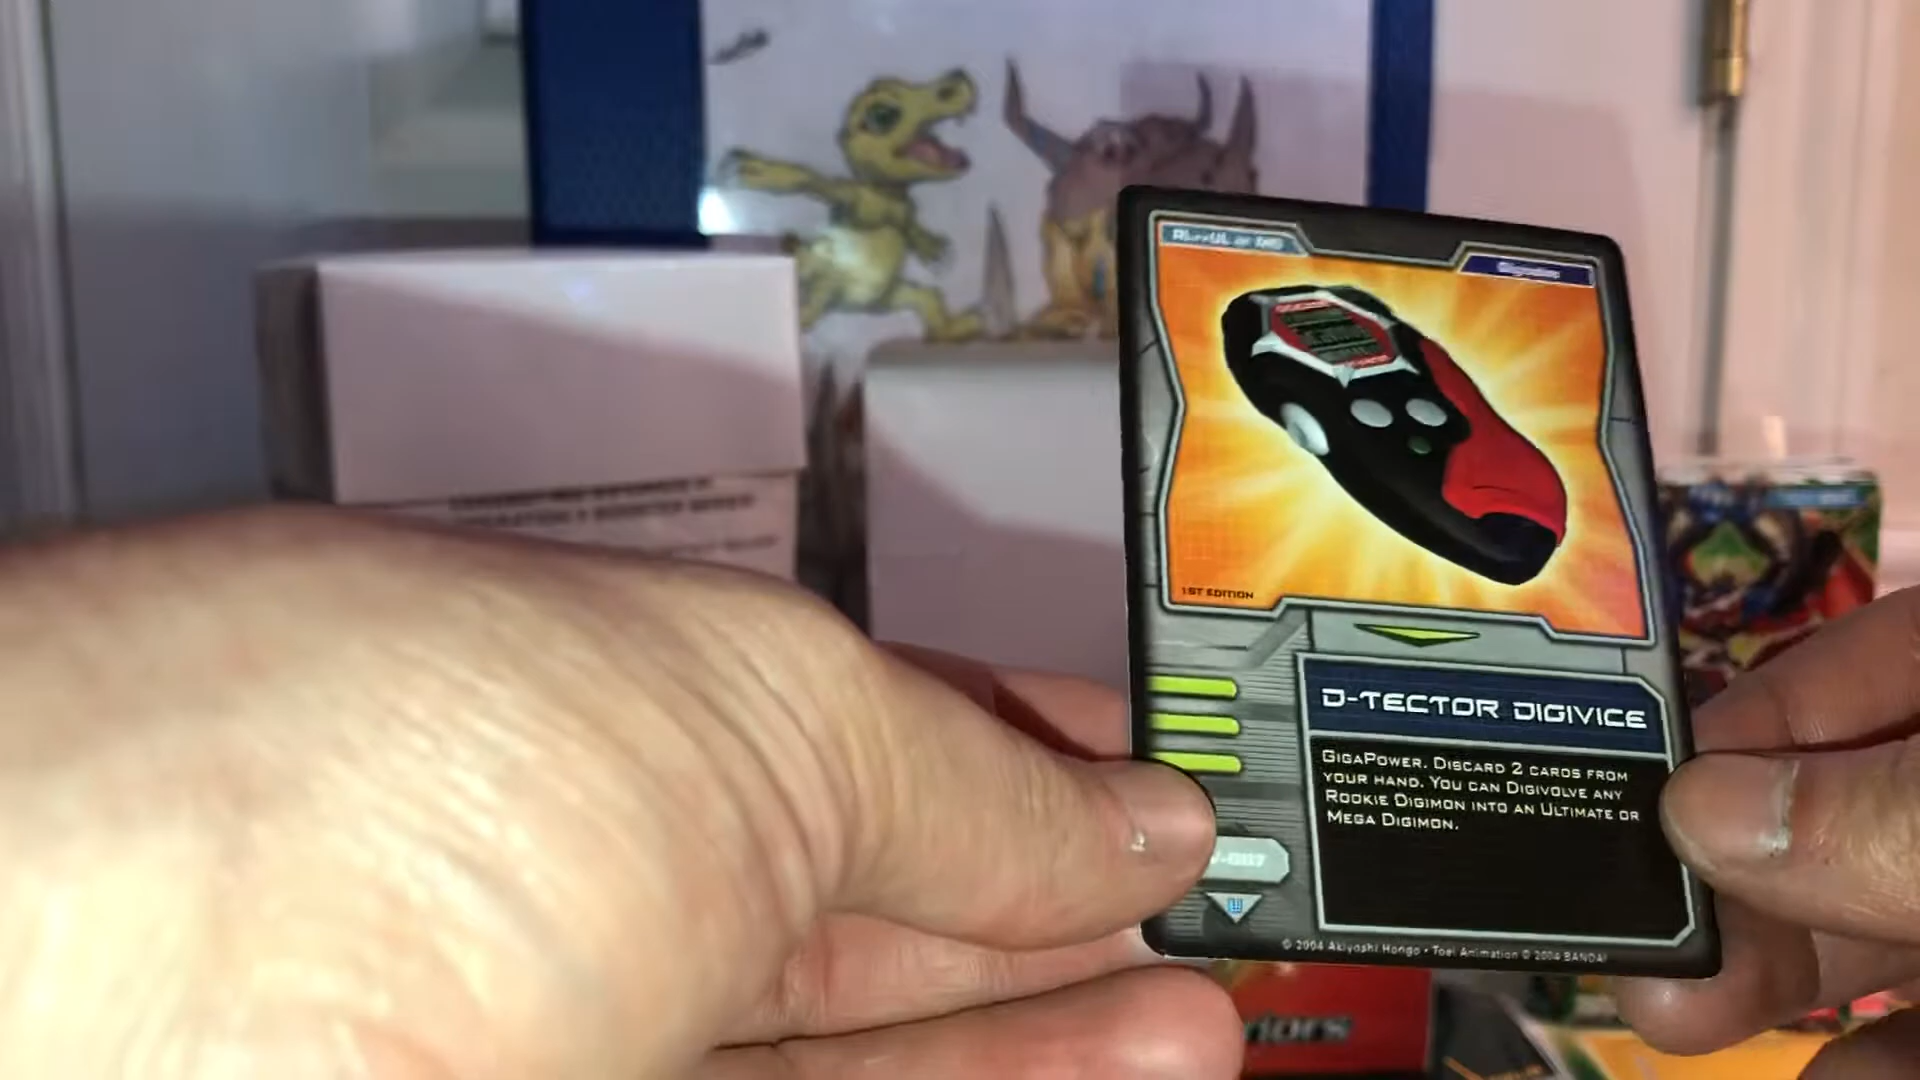 1ST EDITION
D-TECTOR DIGIVICE
GIGAPOWER. DISCARD 2 CARDS FROM
YOUR HAND. YOU CAN DIGIVOLVE ANY
ROOKIE DIGIMON INTO AN ULTIMATE OR
MEGA DIGIMON.
© 2004 Akiyoshi Hongo • Toei Animation © 2004 BANDAI